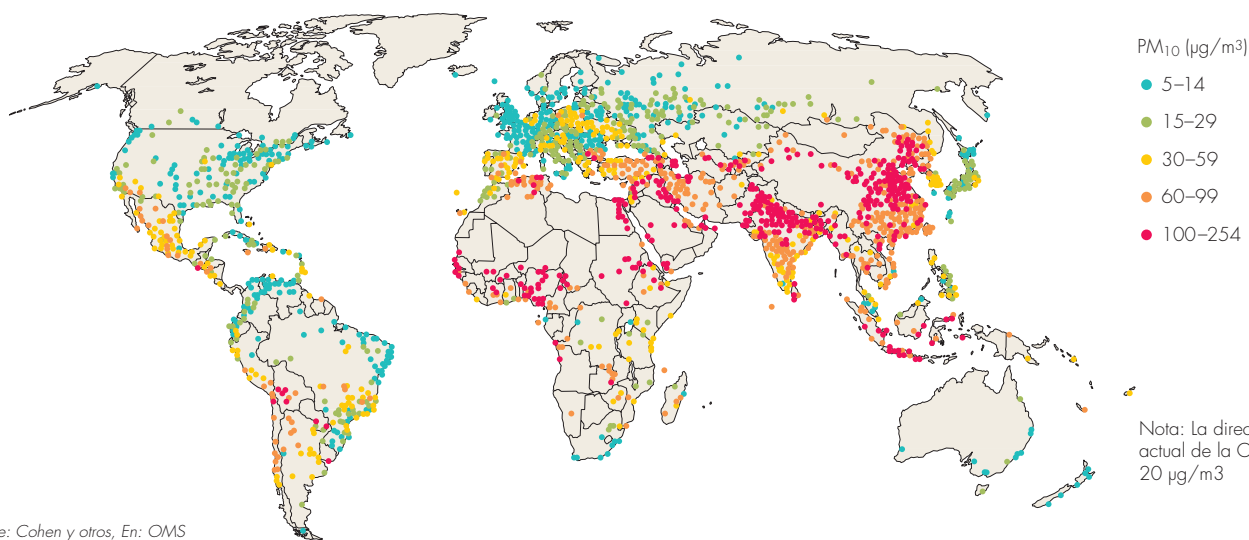 PM10 (µg/m3)
5–14
15–29
30–59
60–99
100–254
Nota: La
actual de la
20 µg/m3
Cohen y otros, En: OMS